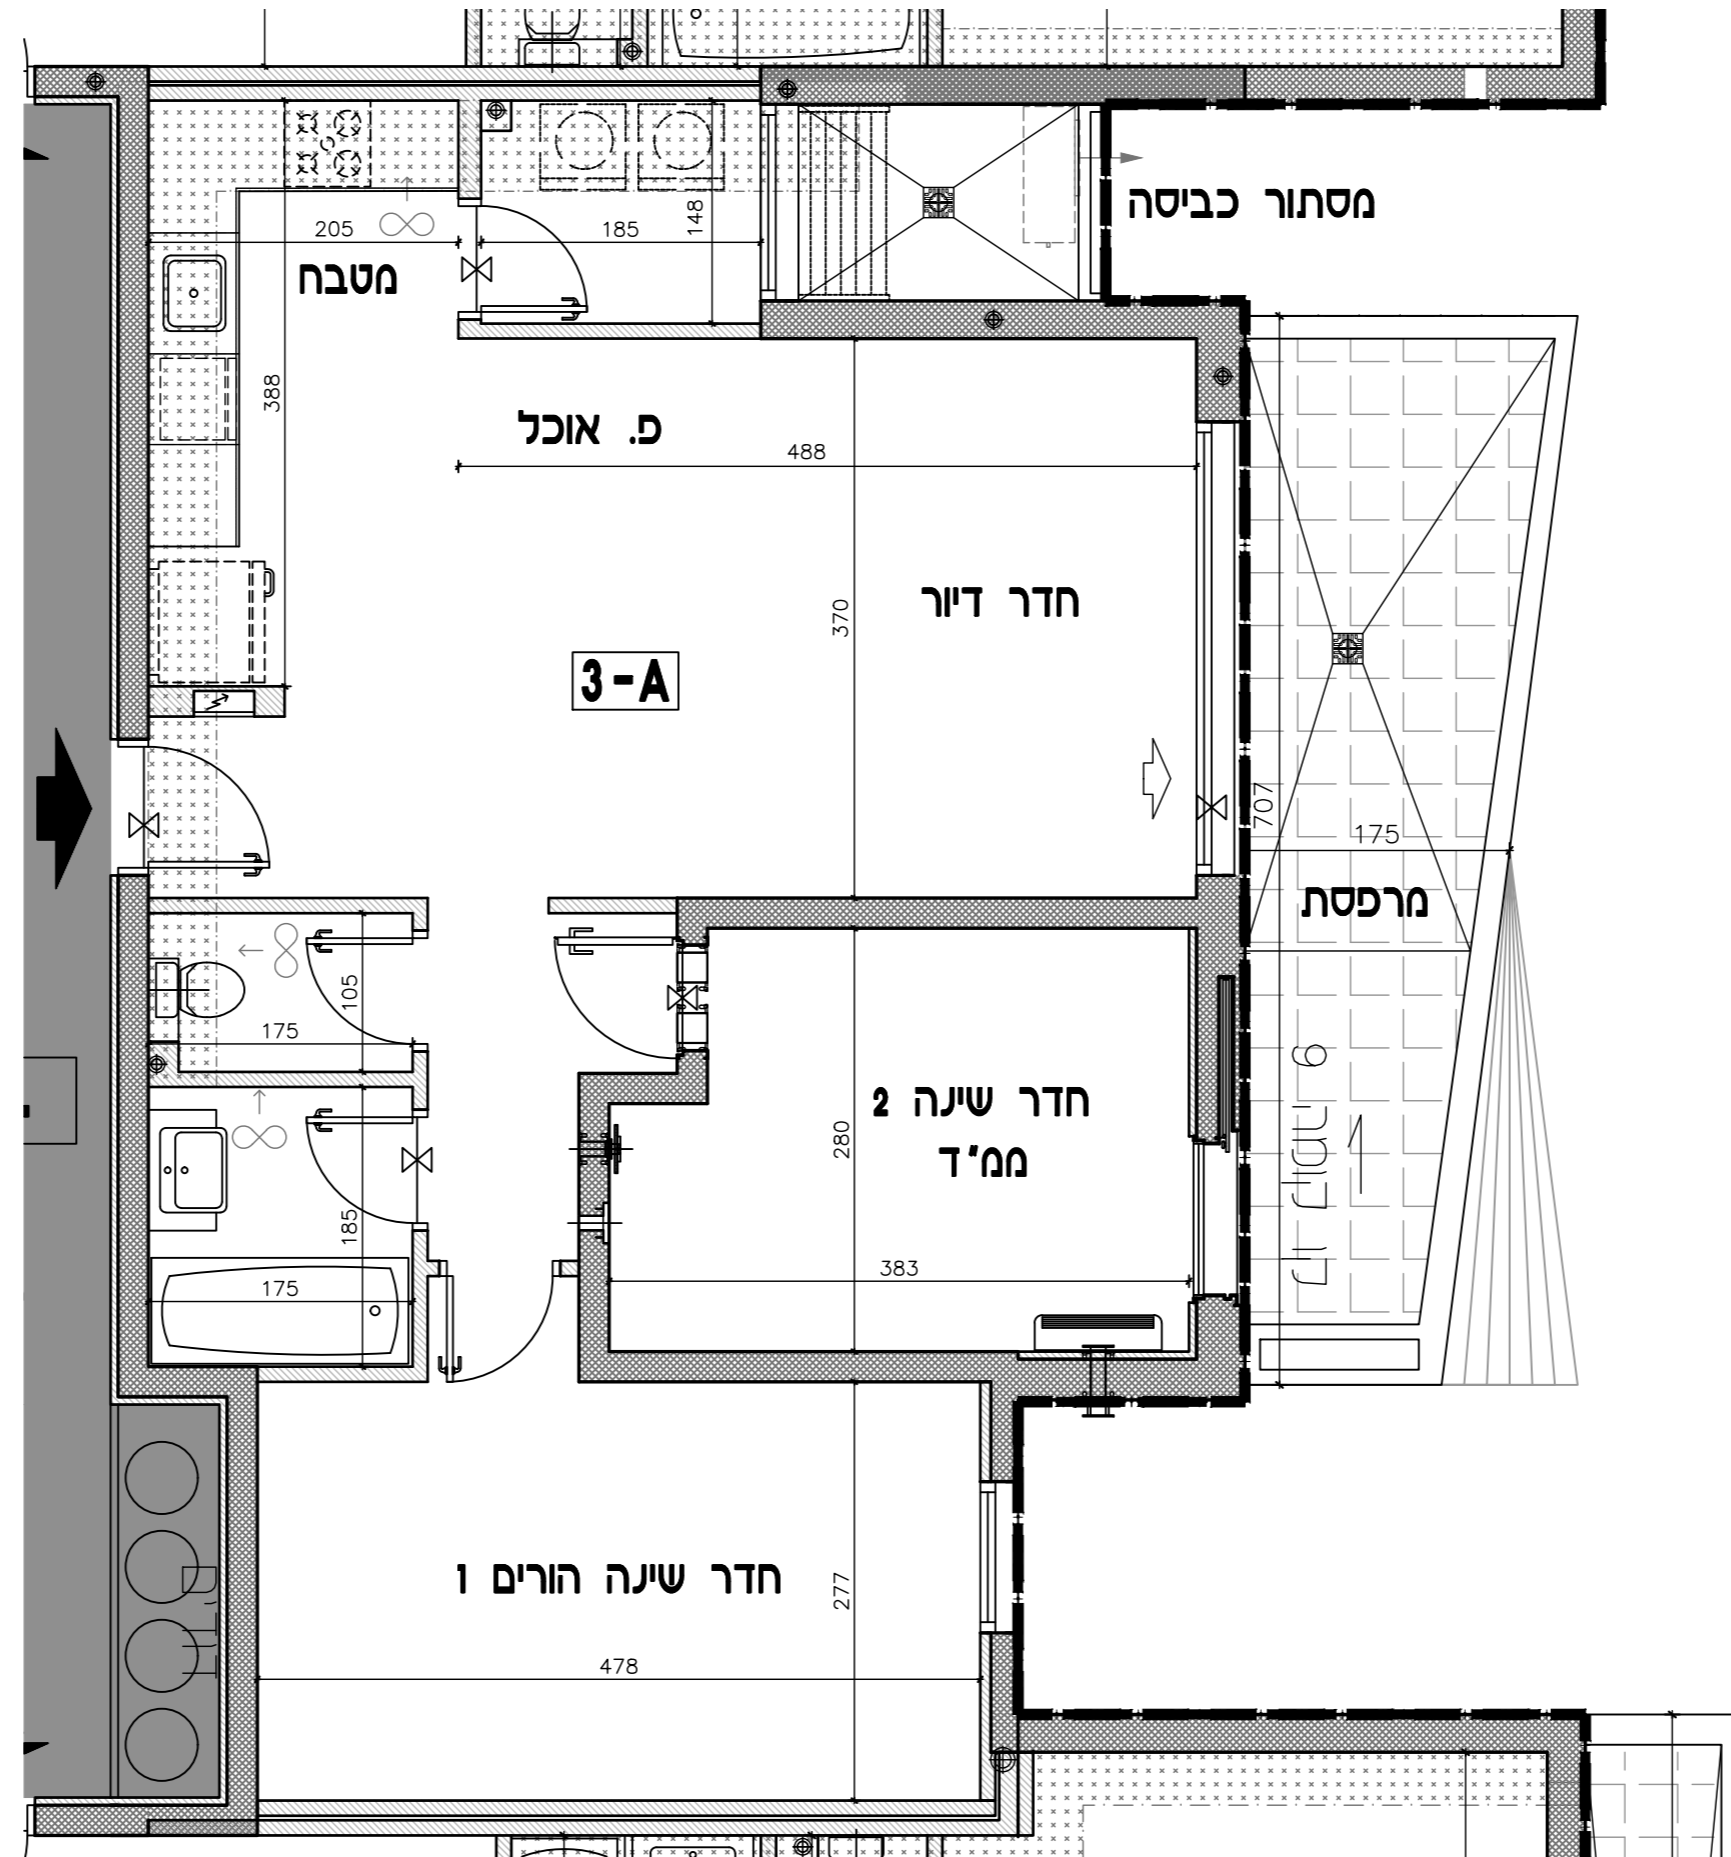 מסתור כביסה
205
185
148
מטבח
388
פ. אוכל
488
חדר דיור
370
3-A
707
175
מרפסת
105
175
חדר שינה 2
ממ"ד
280
383
185
175
חדר שינה הורים 1
277
478